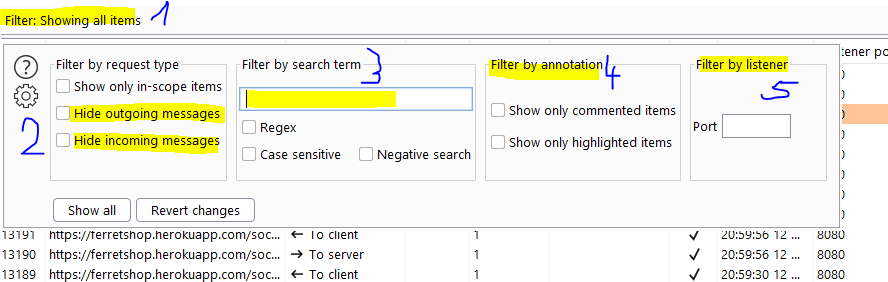 Filter: Showing all items 1
tener po
? Filter by request type Filter by search term 3 Filter by annotation 4 Filter by listener
Show only in-scope items 5
Hide outgoing messages Show only commented items
2 Hide incoming messages Regex Show only highlighted items Port
Case sensitive Negative search
Show all Revert changes
13191 https://ferretshop.herokuapp.com/soc... ← To client 1 ✓ 20:59:56 12 ... 8080
13190 https://ferretshop.herokuapp.com/soc... → To server 1 ✓ 20:59:56 12 ... 8080
13189 https://ferretshop.herokuapp.com/soc... ← To client 1 ✓ 20:59:30 12 ... 8080